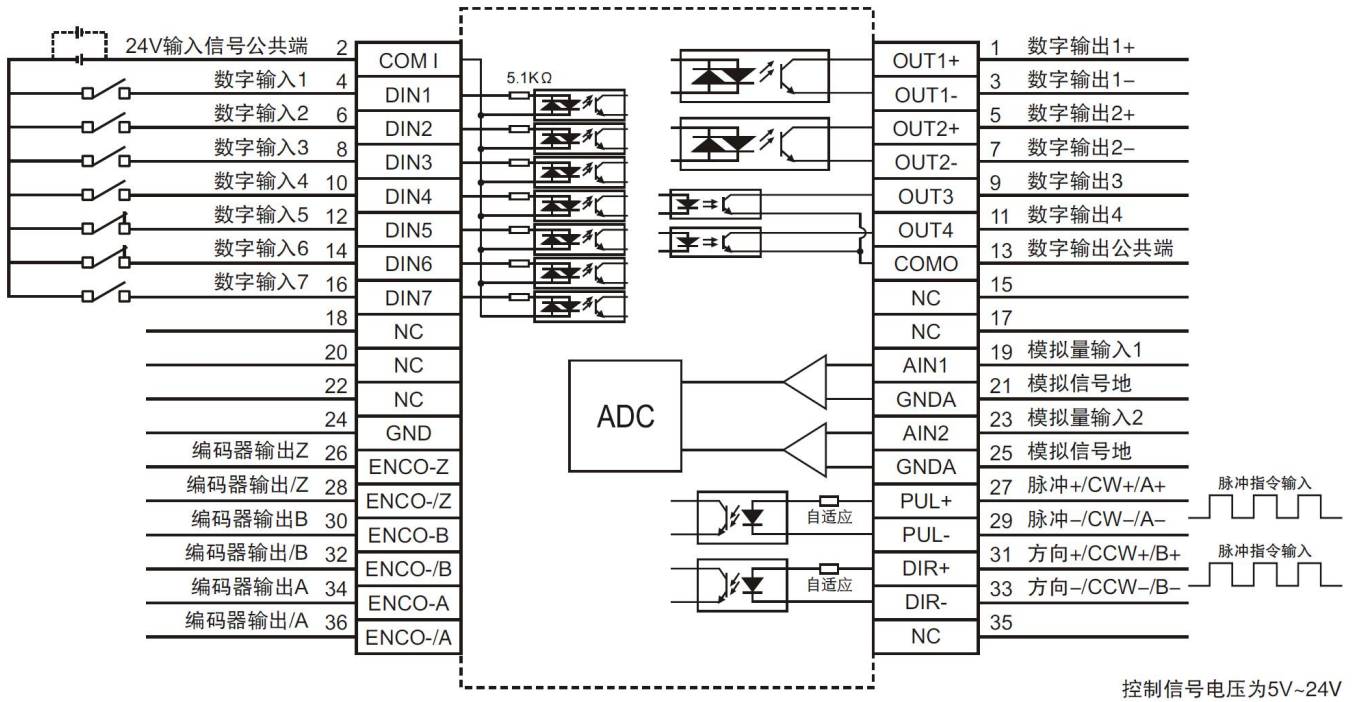 24V输入信号公共端 2 COM I
数字输入1 4 DIN1
数字输入2 6 DIN2
数字输入3 8 DIN3
数字输入4 10 DIN4
数字输入5 12 DIN5
数字输入6 14 DIN6
数字输入7 16 DIN7
18 NC
20 NC
22 NC
24 GND
编码器输出Z 26 ENCO-Z
编码器输出/Z 28 ENCO-/Z
编码器输出B 30 ENCO-B
编码器输出/B 32 ENCO-/B
编码器输出A 34 ENCO-A
编码器输出/A 36 ENCO-/A
5.1KΩ
ADC
自适应
自适应
OUT1+ 1 数字输出1+
OUT1- 3 数字输出1–
OUT2+ 5 数字输出2+
OUT2- 7 数字输出2–
OUT3 9 数字输出3
OUT4 11 数字输出4
COMO 13 数字输出公共端
NC 15
NC 17
AIN1 19 模拟量输入1
GNDA 21 模拟信号地
AIN2 23 模拟量输入2
GNDA 25 模拟信号地
PUL+ 27 脉冲+/CW+/A+
PUL- 29 脉冲–/CW–/A–
DIR+ 31 方向+/CCW+/B+
DIR- 33 方向–/CCW–/B–
NC 35
脉冲指令输入
脉冲指令输入
控制信号电压为5V~24V